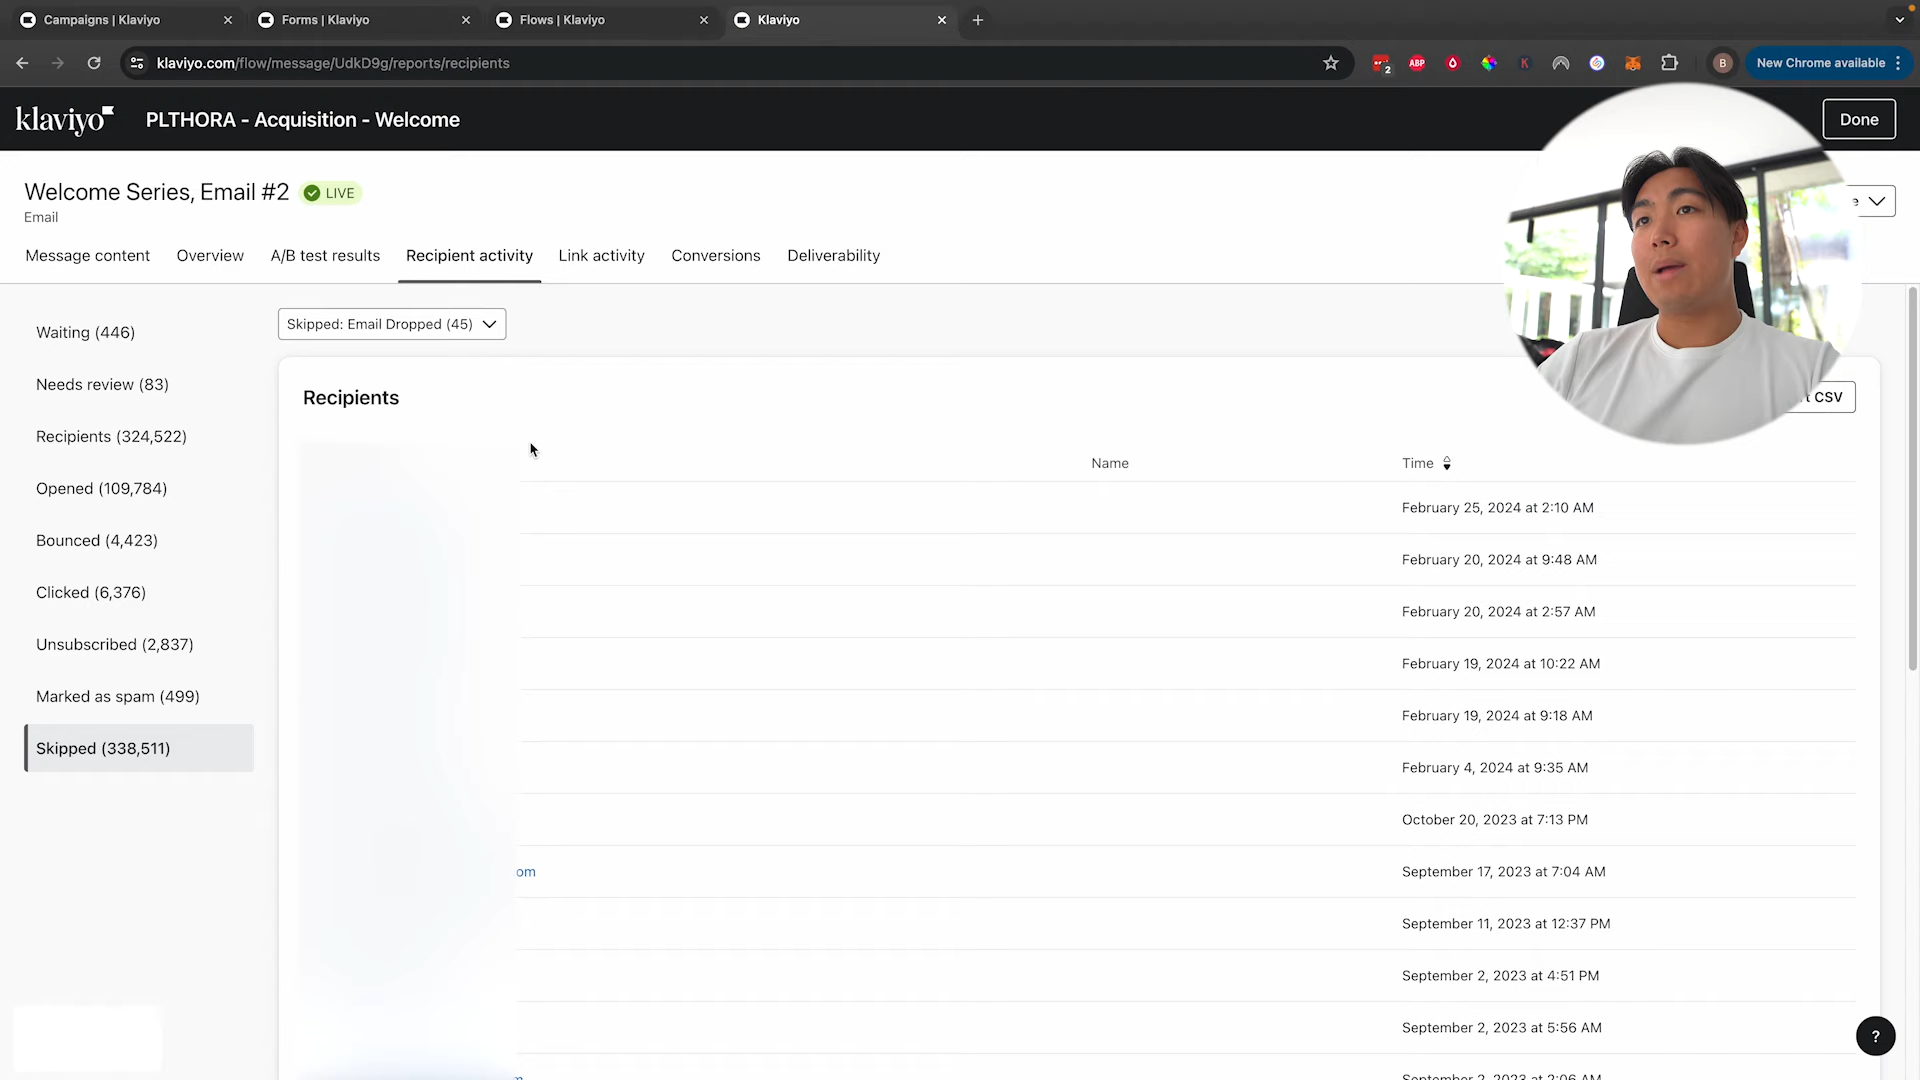 Campaigns | Klaviyo
Forms | Klaviyo
Flows | Klaviyo
Klaviyo
klaviyo.com/flow/message/UdkD9g/reports/recipients
2
ABP
K
B
New Chrome available
klaviyo
PLTHORA - Acquisition - Welcome
Done
Welcome Series, Email #2
LIVE
Email
Message content
Overview
A/B test results
Recipient activity
Link activity
Conversions
Deliverability
Waiting (446)
Needs review (83)
Recipients (324,522)
Opened (109,784)
Bounced (4,423)
Clicked (6,376)
Unsubscribed (2,837)
Marked as spam (499)
Skipped (338,511)
Skipped: Email Dropped (45)
Recipients
CSV
Name
Time
February 25, 2024 at 2:10 AM
February 20, 2024 at 9:48 AM
February 20, 2024 at 2:57 AM
February 19, 2024 at 10:22 AM
February 19, 2024 at 9:18 AM
February 4, 2024 at 9:35 AM
October 20, 2023 at 7:13 PM
om
September 17, 2023 at 7:04 AM
September 11, 2023 at 12:37 PM
September 2, 2023 at 4:51 PM
September 2, 2023 at 5:56 AM
September 2, 2023 at 2:06 AM
?